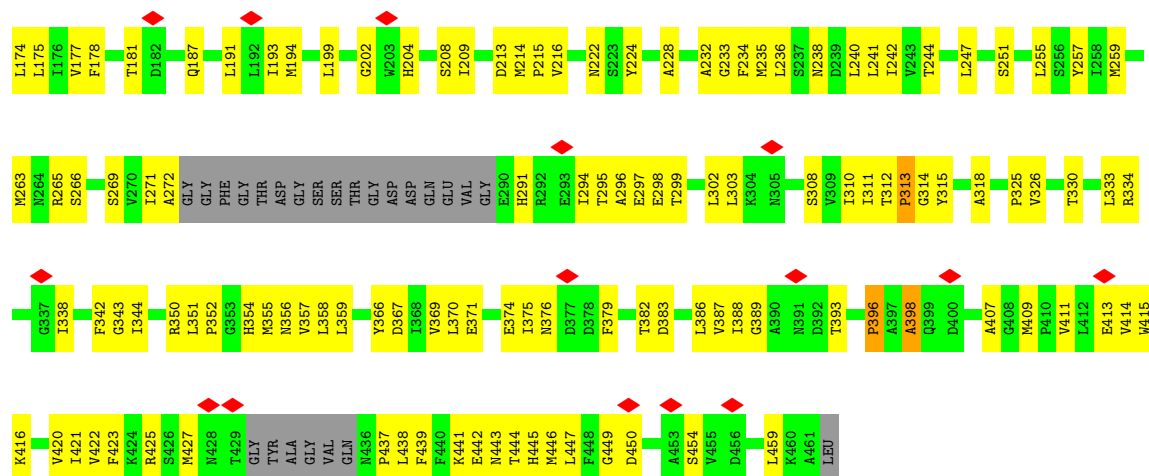 L174 L175 I176 V177 F178 T181 D182 Q187 L191 L192 I193 M194 L199 G202 W203 H204 S208 I209 D213 M214 P215 V216 N222 S223 Y224 A228 A232 G233 F234 M235 L236 S237 N238 D239 L240 L241 I242 V243 T244 L247 S251 L255 S256 Y257 I258 M259
M263 N264 R265 S266 S269 V270 I271 A272 GLY GLY PHE GLY THR ASP GLY SER SER THR GLY ASP ASP GLN GLU VAL GLY E290 H291 R292 E293 I294 T295 A296 E297 E298 T299 L302 L303 K304 N305 S308 V309 I310 I311 T312 P313 G314 Y315 A318 P325 V326 T330 L333 R334
G337 I338 F342 G343 I344 R350 L351 P352 G353 H354 M355 N356 V357 L358 L359 Y366 D367 I368 V369 L370 E371 E374 I375 N376 D377 D378 F379 T382 D383 L386 V387 I388 G389 A390 N391 D392 T393 P396 A397 A398 Q399 D400 A407 G408 M409 P410 V411 L412 E413 V414 W415
K416 V420 I421 V422 F423 K424 R425 S426 M427 N428 T429 GLY TYR ALA GLY VAL GLN N436 P437 L438 F439 F440 K441 E442 N443 T444 H445 M446 L447 F448 G449 D450 A453 S454 V455 D456 L459 K460 A461 LEU